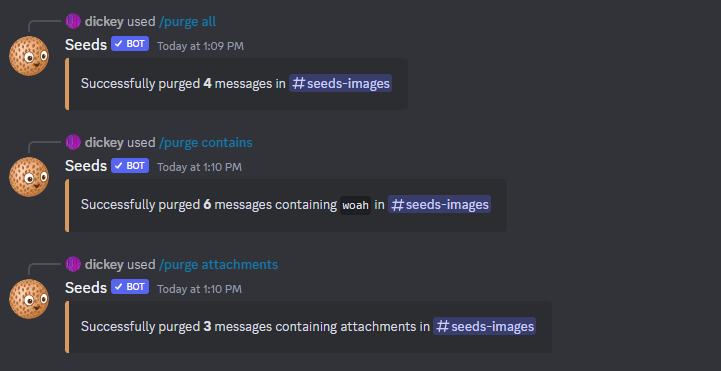 dickey used /purge all
Seeds ✓ BOT Today at 1:09 PM
Successfully purged 4 messages in #seeds-images
dickey used /purge contains
Seeds ✓ BOT Today at 1:10 PM
Successfully purged 6 messages containing woah in #seeds-images
dickey used /purge attachments
Seeds ✓ BOT Today at 1:10 PM
Successfully purged 3 messages containing attachments in #seeds-images